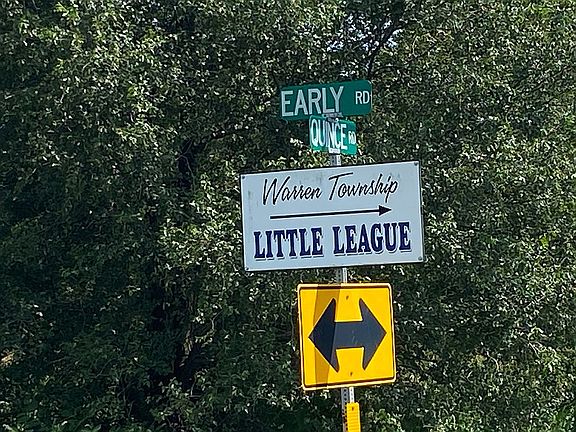 EARLY RD
QUINCE RD
Warren Township
LITTLE LEAGUE